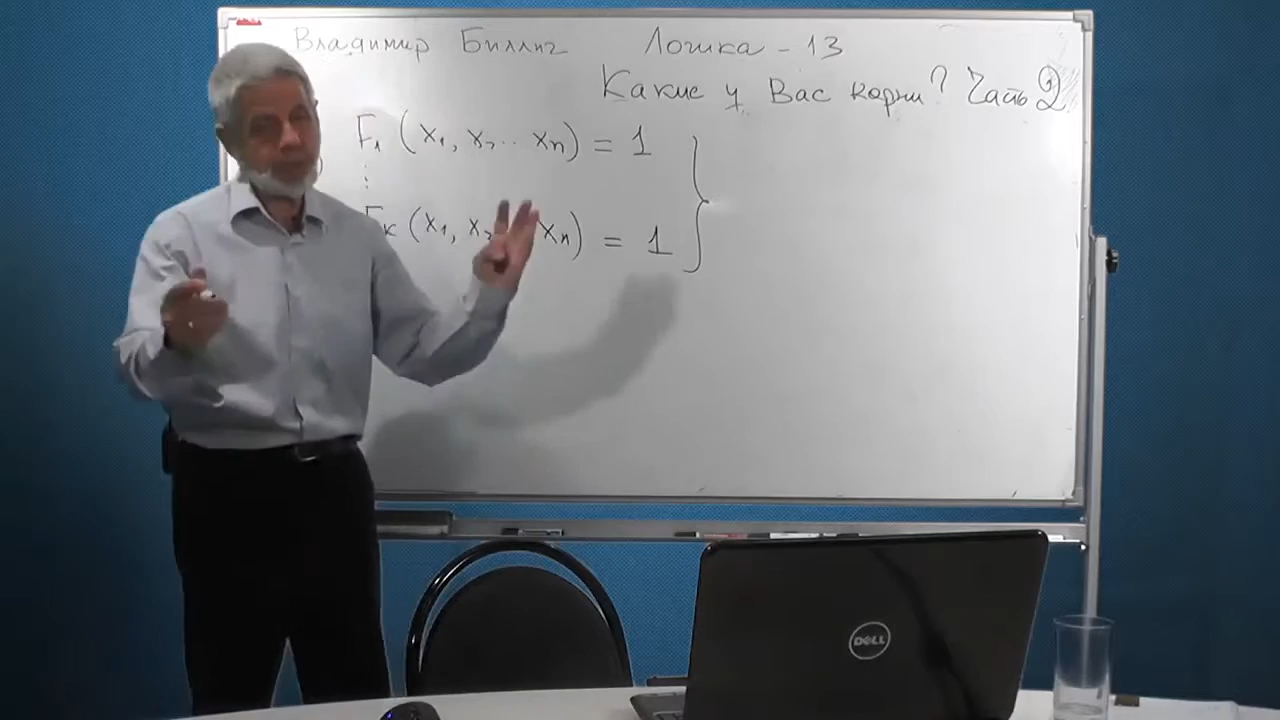 Владимир Биллиг Логика - 13
Какие у Вас корни? Часть 2
F₁ (x₁, x₂ .. xₙ) = 1
⋮
Fₖ (x₁, x₂ xₙ) = 1
DELL